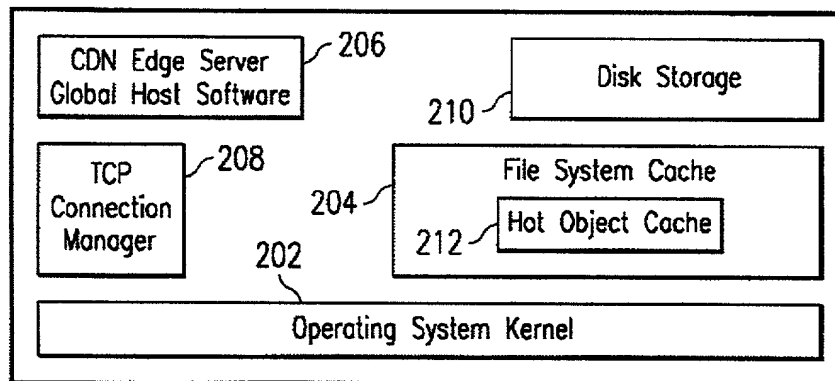 CDN Edge Server
Global Host Software
206
Disk Storage
210
TCP
Connection
Manager
208
File System Cache
204
Hot Object Cache
212
202
Operating System Kernel